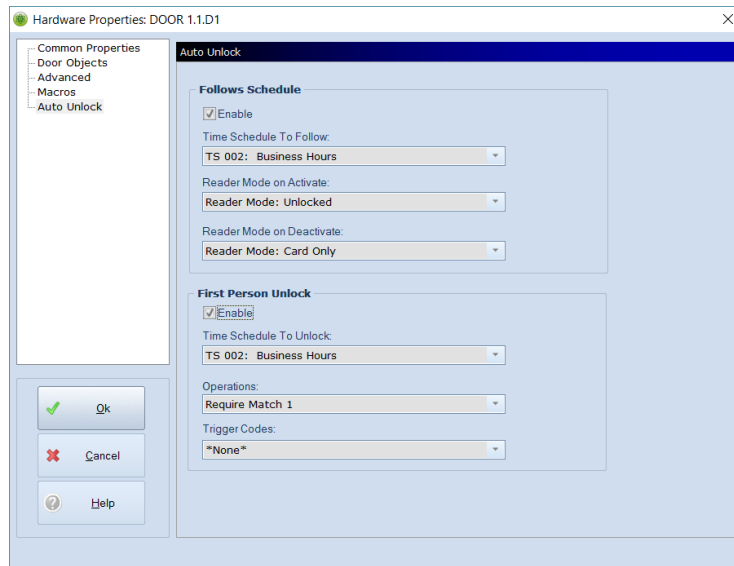 Hardware Properties: DOOR 1.1.D1
Common Properties
Door Objects
Advanced
Macros
Auto Unlock
Ok
Cancel
Help
Auto Unlock
Follows Schedule
Enable
Time Schedule To Follow:
TS 002: Business Hours
Reader Mode on Activate:
Reader Mode: Unlocked
Reader Mode on Deactivate:
Reader Mode: Card Only
First Person Unlock
Enable
Time Schedule To Unlock:
TS 002: Business Hours
Operations:
Require Match 1
Trigger Codes:
*None*